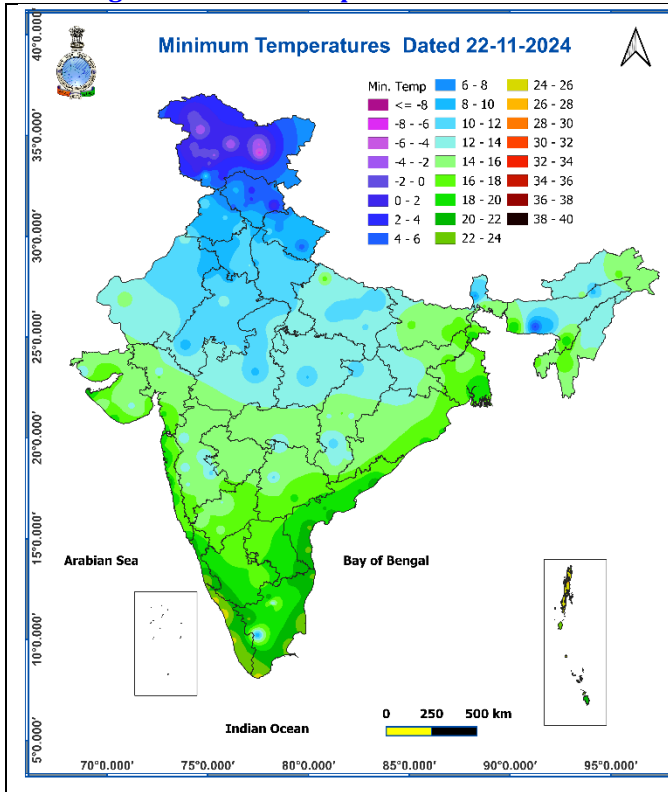 Minimum Temperatures Dated 22-11-2024
Min. Temp
<= -8
-8 - -6
-6 - -4
-4 - -2
-2 - 0
0 - 2
2 - 4
4 - 6
6 - 8
8 - 10
10 - 12
12 - 14
14 - 16
16 - 18
18 - 20
20 - 22
22 - 24
24 - 26
26 - 28
28 - 30
30 - 32
32 - 34
34 - 36
36 - 38
38 - 40
40°0.000'
35°0.000'
30°0.000'
25°0.000'
20°0.000'
15°0.000'
10°0.000'
5°0.000'
Arabian Sea
Bay of Bengal
Indian Ocean
0 250 500 km
70°0.000' 75°0.000' 80°0.000' 85°0.000' 90°0.000' 95°0.000'